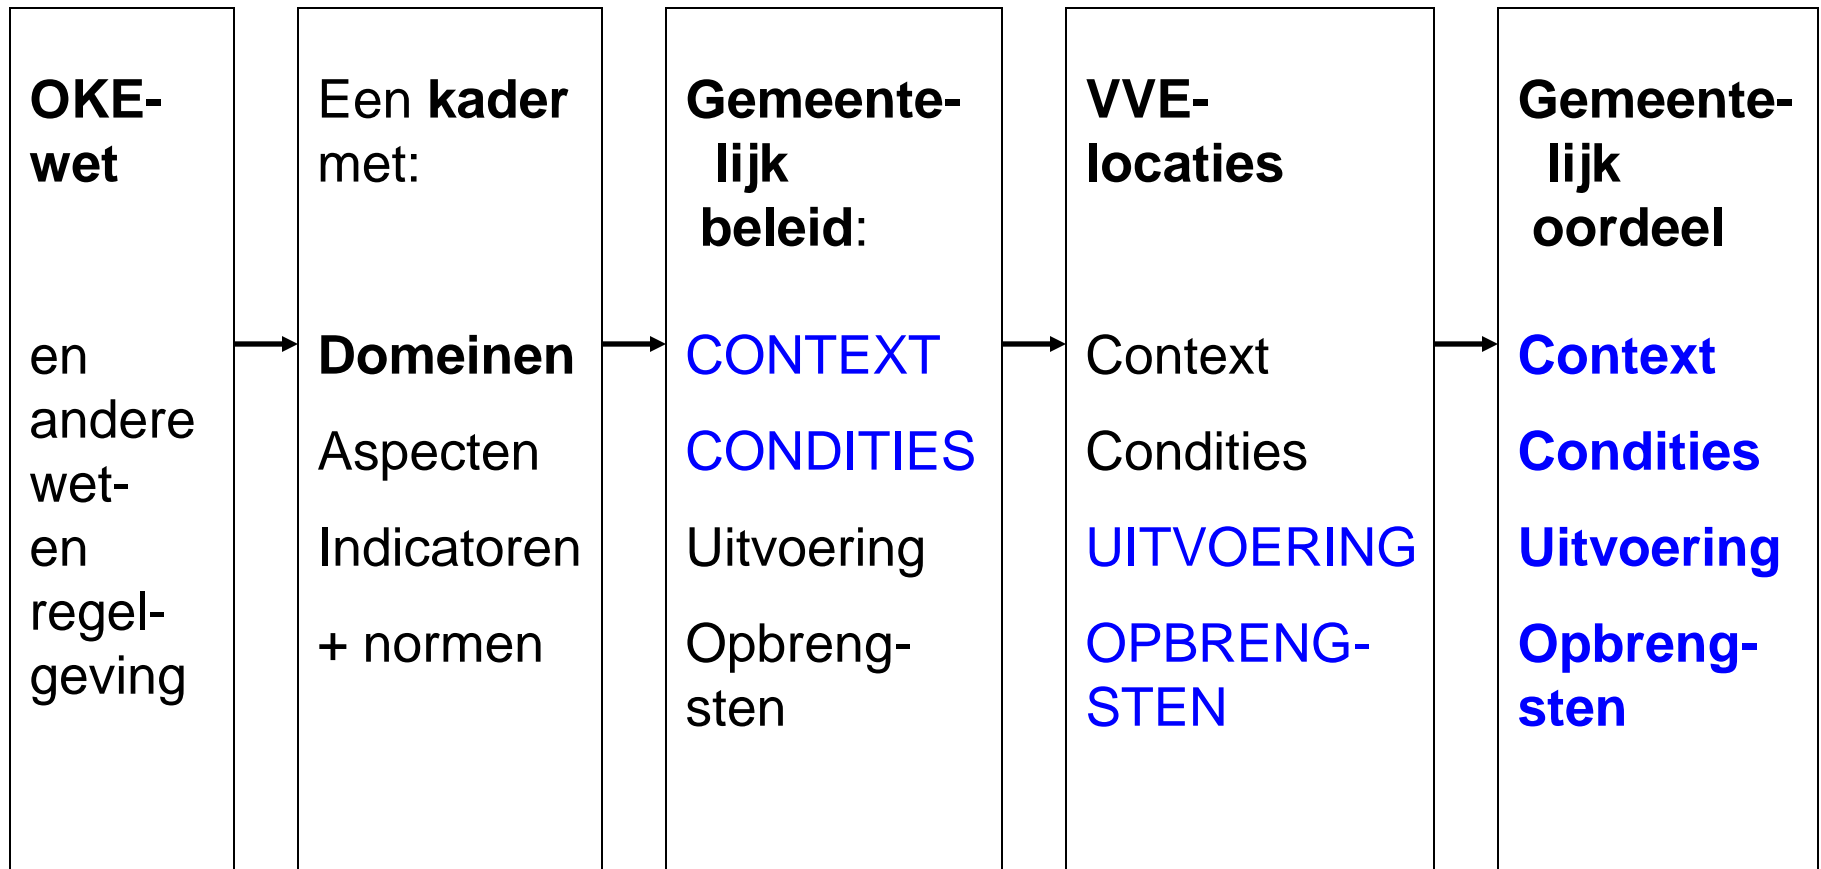 OKE-
wet
en
andere
wet-
en
regel-
geving
Een kader
met:
Domeinen
Aspecten
Indicatoren
+ normen
Gemeente-
lijk
beleid:
CONTEXT
CONDITIES
Uitvoering
Opbreng-
sten
VVE-
locaties
Context
Condities
UITVOERING
OPBRENG-
STEN
Gemeente-
lijk
oordeel
Context
Condities
Uitvoering
Opbreng-
sten